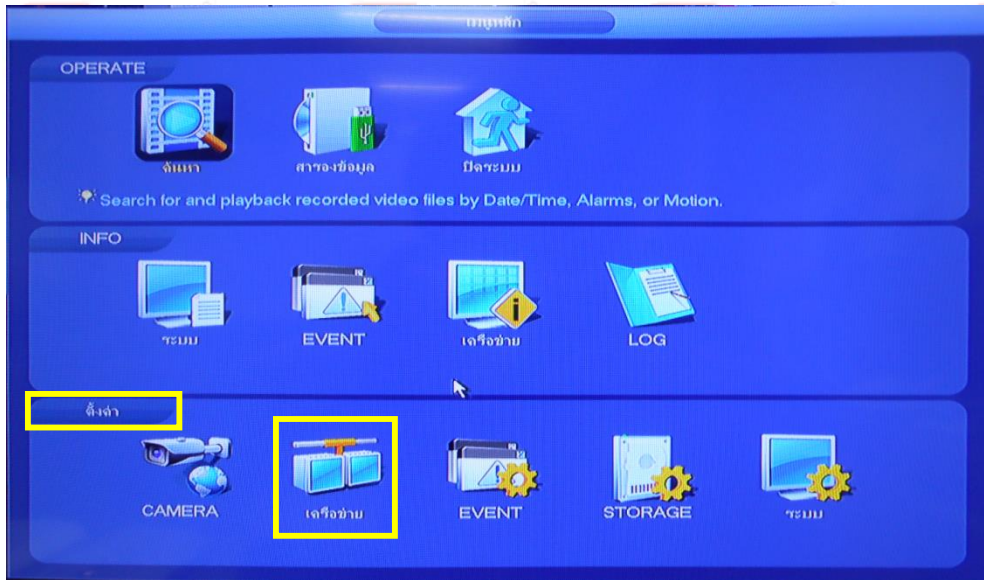 เมนูหลัก
OPERATE
ค้นหา
สารองข้อมูล
ปิดระบบ
Search for and playback recorded video files by Date/Time, Alarms, or Motion.
INFO
ระบบ
EVENT
เครือข่าย
LOG
ตั้งค่า
CAMERA
เครือข่าย
EVENT
STORAGE
ระบบ